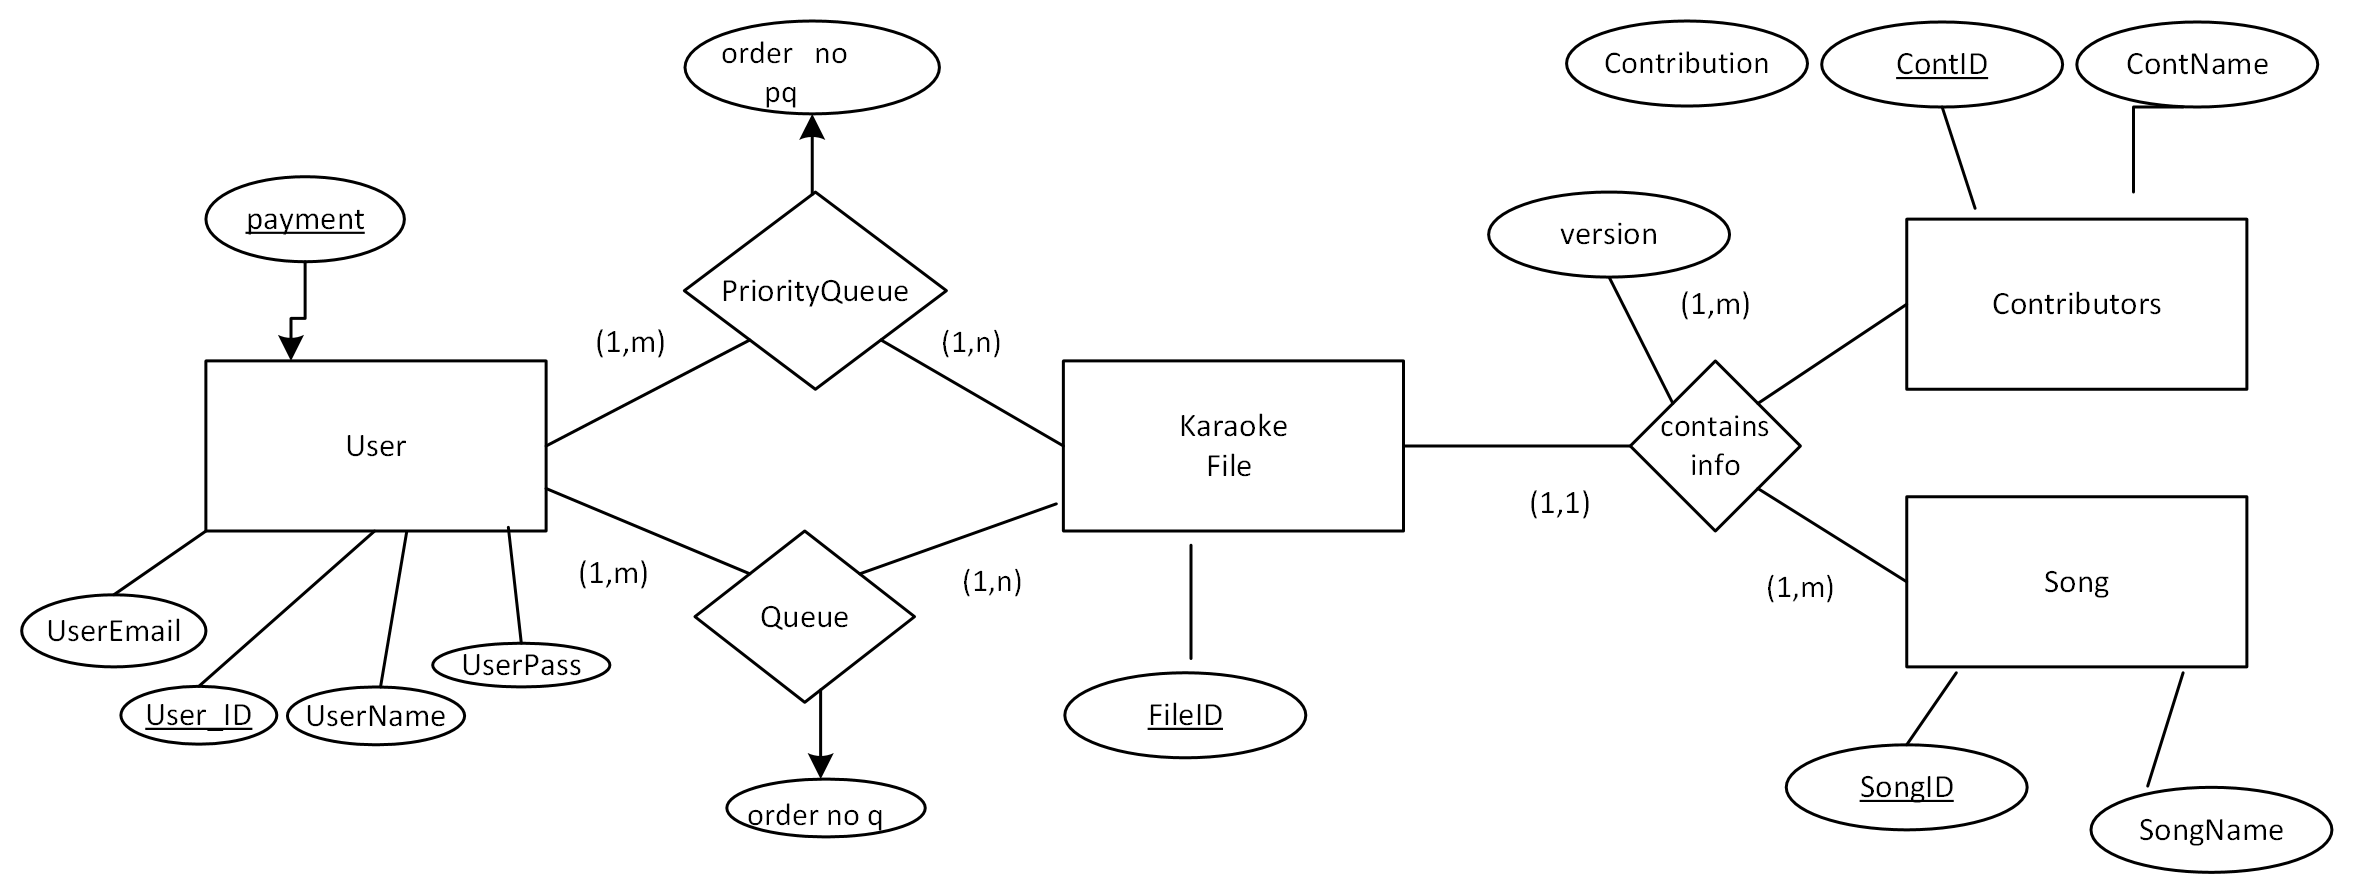 order no
pq
Contribution
ContID
ContName
payment
version
PriorityQueue
(1,m)
Contributors
(1,m)
(1,n)
User
Karaoke
File
contains
info
(1,1)
(1,m)
(1,n)
(1,m)
Song
Queue
UserEmail
UserPass
User_ID
UserName
FileID
SongID
order no q
SongName